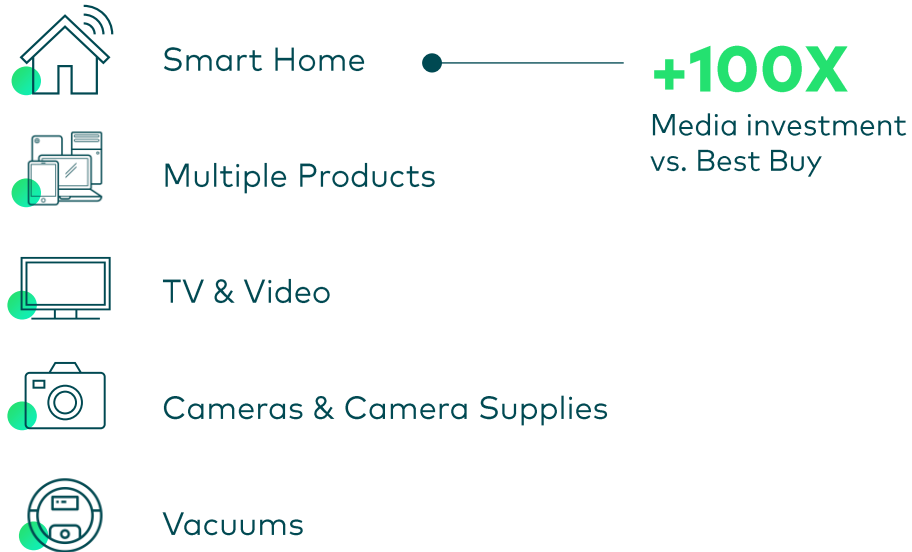 Smart Home
+100X
Media investment
vs. Best Buy
Multiple Products
TV & Video
Cameras & Camera Supplies
Vacuums